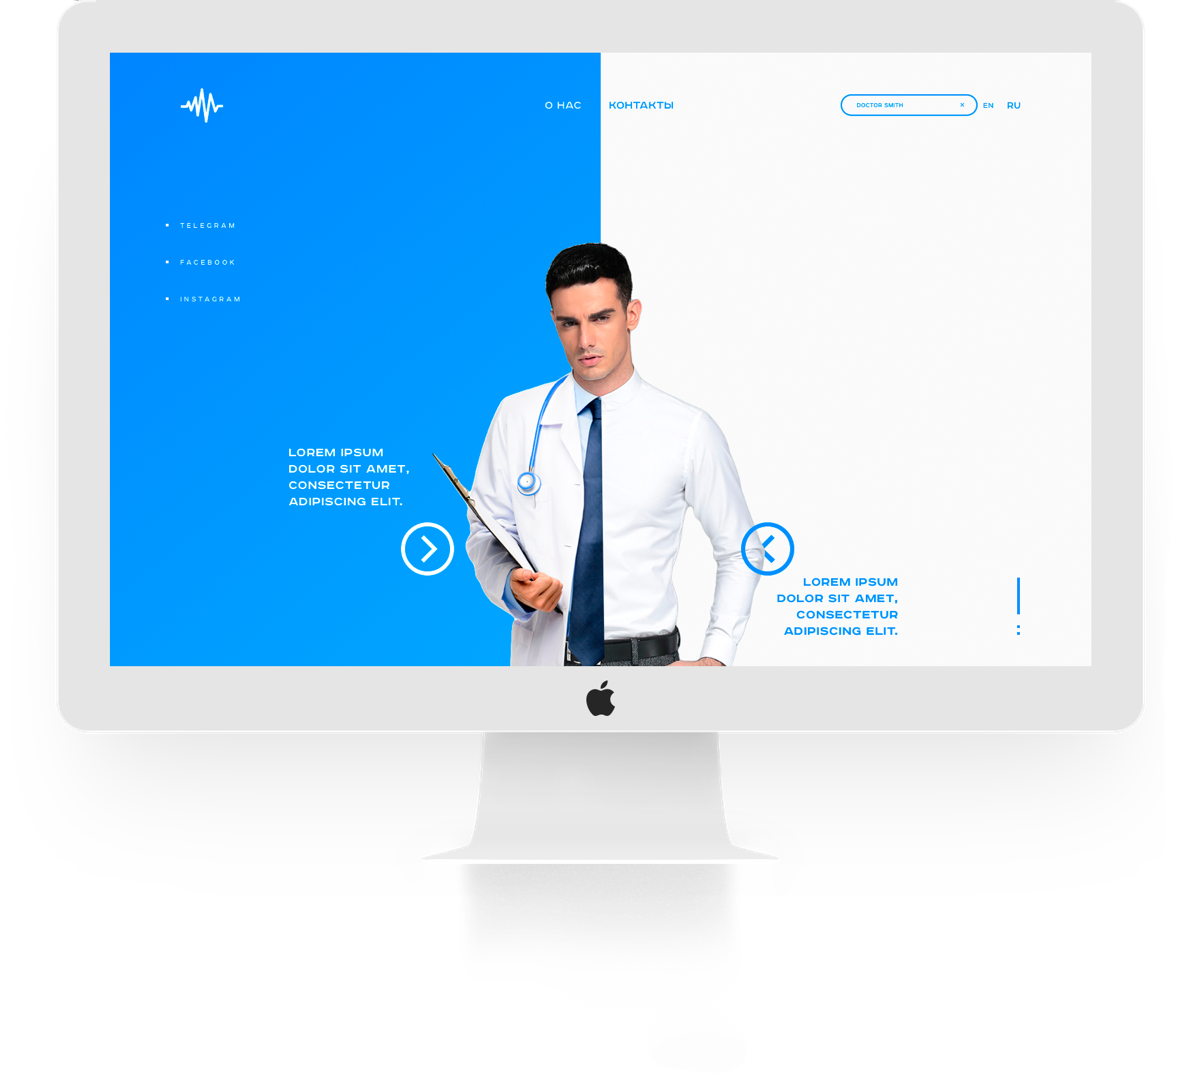 О НАС
КОНТАКТЫ
DOCTOR SMITH ×
EN
RU
TELEGRAM
FACEBOOK
INSTAGRAM
LOREM IPSUM
DOLOR SIT AMET,
CONSECTETUR
ADIPISCING ELIT.
LOREM IPSUM
DOLOR SIT AMET,
CONSECTETUR
ADIPISCING ELIT.